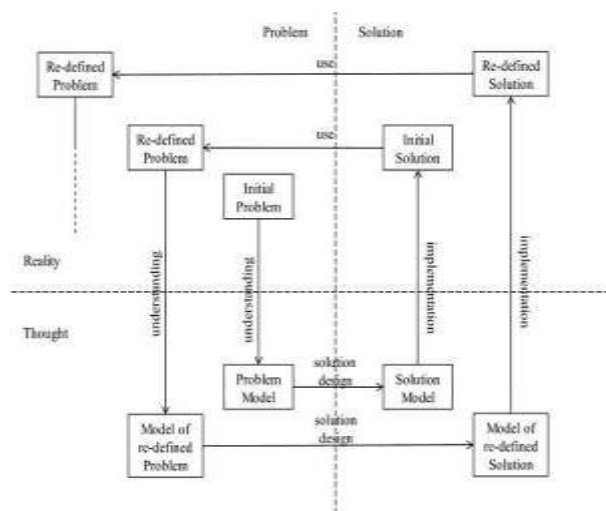 Problem
Solution
Re-defined
Problem
use
Re-defined
Solution
Re-defined
Problem
use
Initial
Solution
Initial
Problem
Reality
understanding
understanding
implementation
implementation
Thought
Problem
Model
solution
design
Solution
Model
Model of
re-defined
Problem
solution
design
Model of
re-defined
Solution